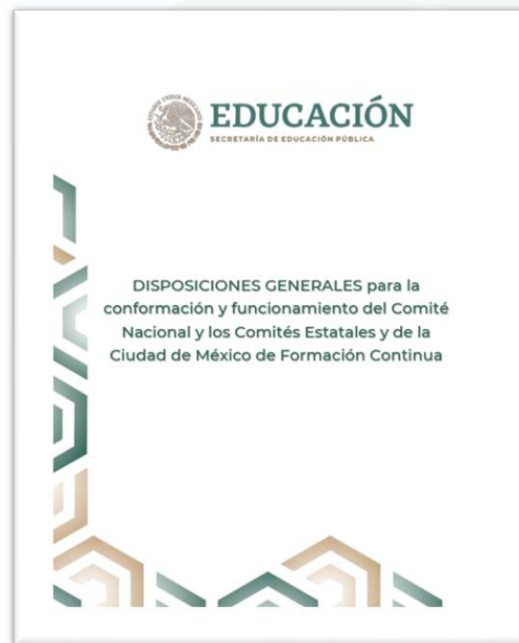 EDUCACIÓN
SECRETARÍA DE EDUCACIÓN PÚBLICA
DISPOSICIONES GENERALES para la
conformación y funcionamiento del Comité
Nacional y los Comités Estatales y de la
Ciudad de México de Formación Continua